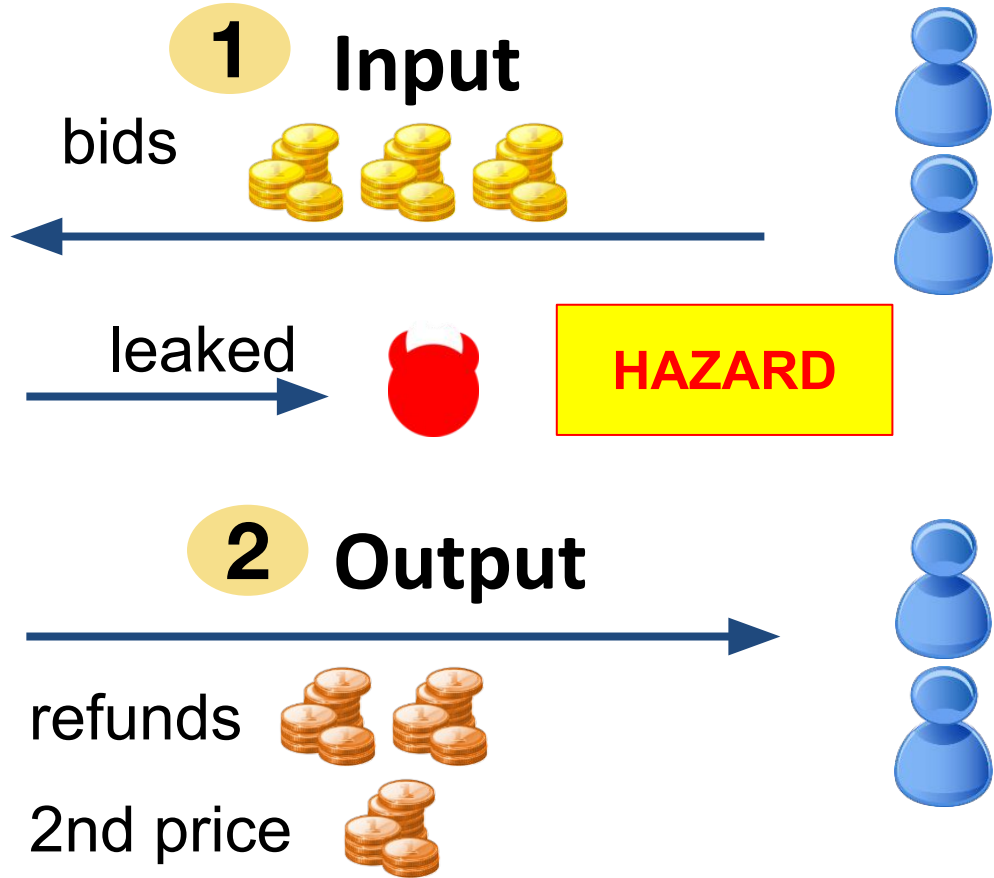 1 Input
bids
leaked
HAZARD
2 Output
refunds
2nd price